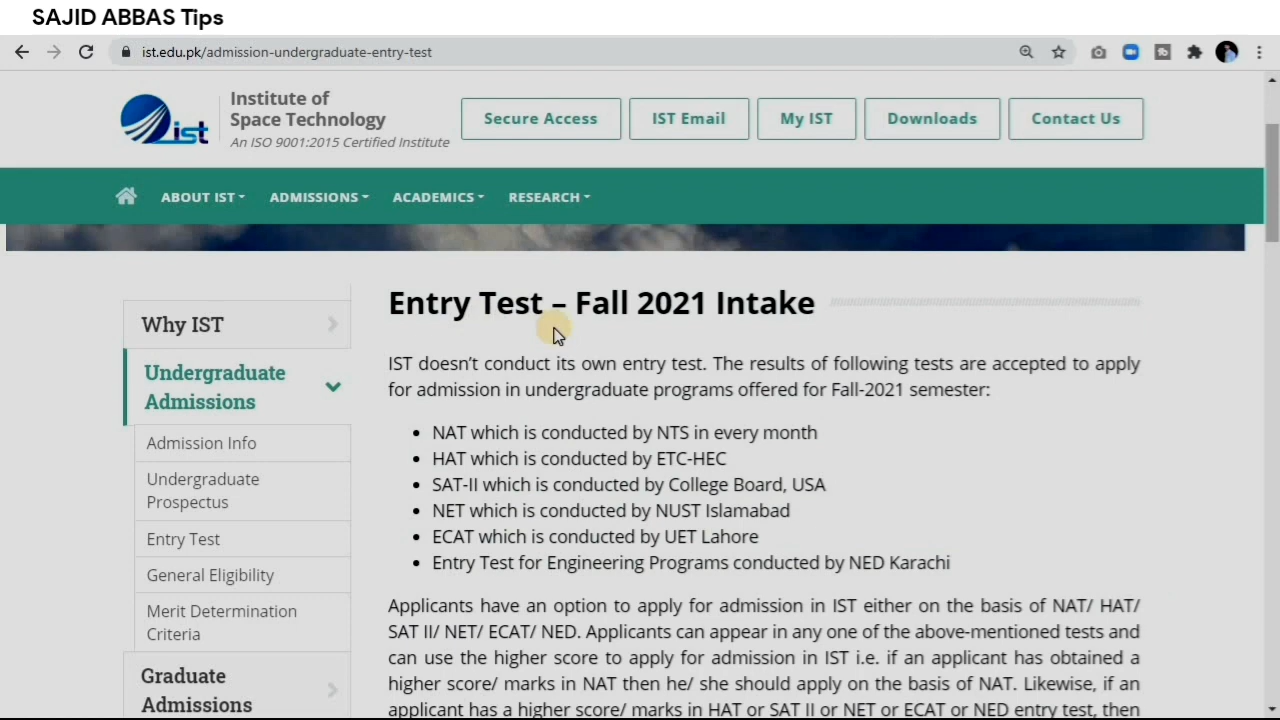 SAJID ABBAS Tips
ist.edu.pk/admission-undergraduate-entry-test
ist
Institute of
Space Technology
An ISO 9001:2015 Certified Institute
Secure Access
IST Email
My IST
Downloads
Contact Us
ABOUT IST
ADMISSIONS
ACADEMICS
RESEARCH
Why IST
Undergraduate
Admissions
Admission Info
Undergraduate
Prospectus
Entry Test
General Eligibility
Merit Determination
Criteria
Graduate
Admissions
Entry Test – Fall 2021 Intake
IST doesn’t conduct its own entry test. The results of following tests are accepted to apply
for admission in undergraduate programs offered for Fall-2021 semester:
• NAT which is conducted by NTS in every month
• HAT which is conducted by ETC-HEC
• SAT-II which is conducted by College Board, USA
• NET which is conducted by NUST Islamabad
• ECAT which is conducted by UET Lahore
• Entry Test for Engineering Programs conducted by NED Karachi
Applicants have an option to apply for admission in IST either on the basis of NAT/ HAT/
SAT II/ NET/ ECAT/ NED. Applicants can appear in any one of the above-mentioned tests and
can use the higher score to apply for admission in IST i.e. if an applicant has obtained a
higher score/ marks in NAT then he/ she should apply on the basis of NAT. Likewise, if an
applicant has a higher score/ marks in HAT or SAT II or NET or ECAT or NED entry test, then